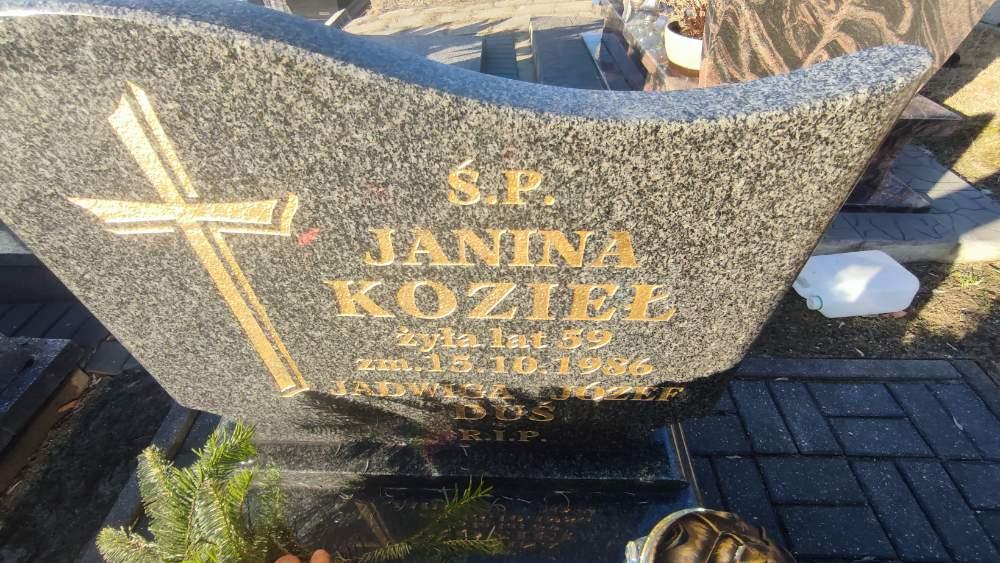 Ś.P.
JANINA
KOZIEŁ
żyła lat 59
zm. 15.10.1986
JADWIGA JÓZEF
DUŚ
R.I.P.